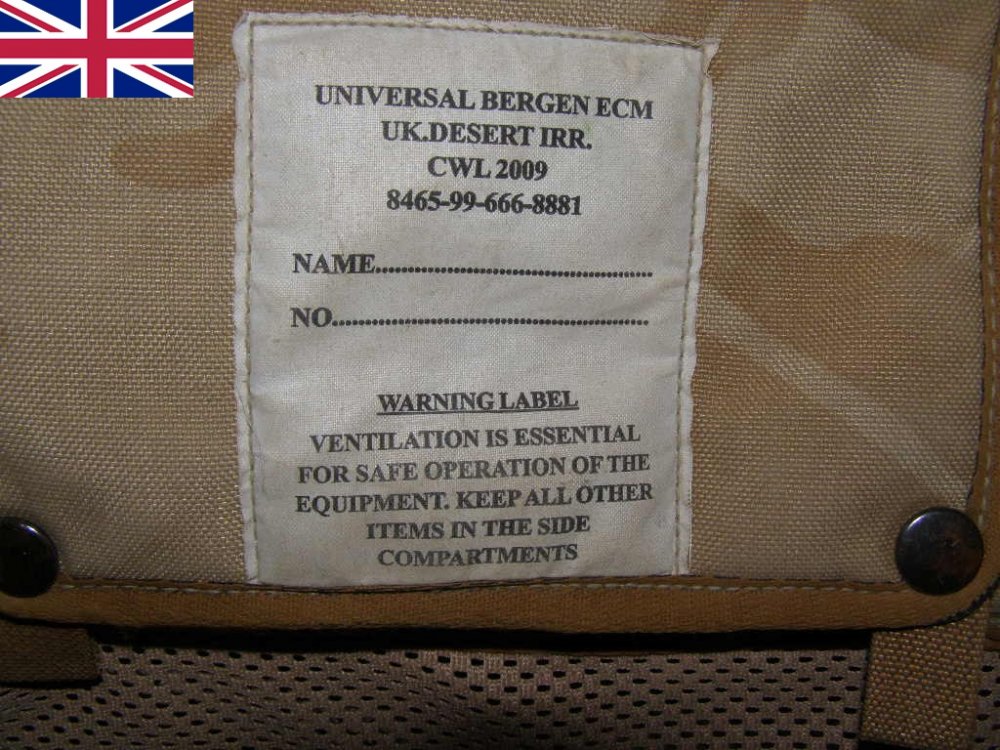 UNIVERSAL BERGEN ECM
UK.DESERT IRR.
CWL 2009
8465-99-666-8881
NAME..................................................
NO..................................................
WARNING LABEL
VENTILATION IS ESSENTIAL
FOR SAFE OPERATION OF THE
EQUIPMENT. KEEP ALL OTHER
ITEMS IN THE SIDE
COMPARTMENTS